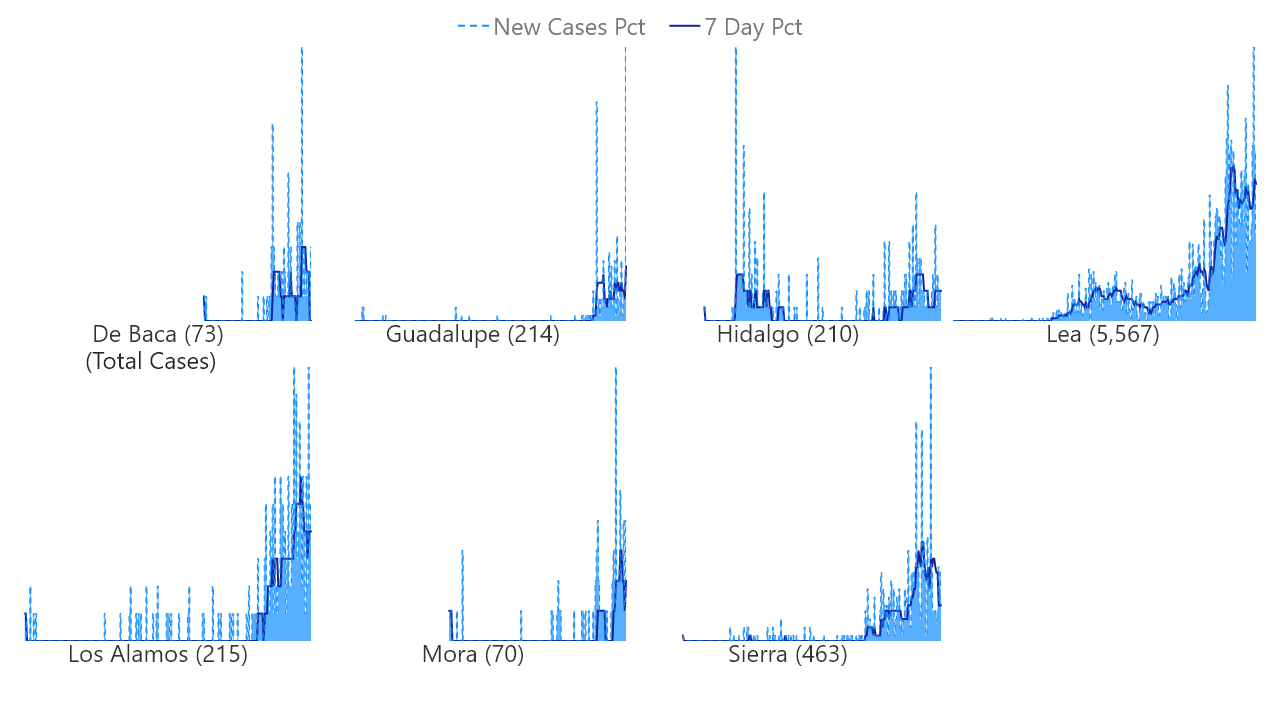 New Cases Pct 7 Day Pct
De Baca (73) Guadalupe (214) Hidalgo (210) Lea (5,567)
(Total Cases)
Los Alamos (215) Mora (70) Sierra (463)